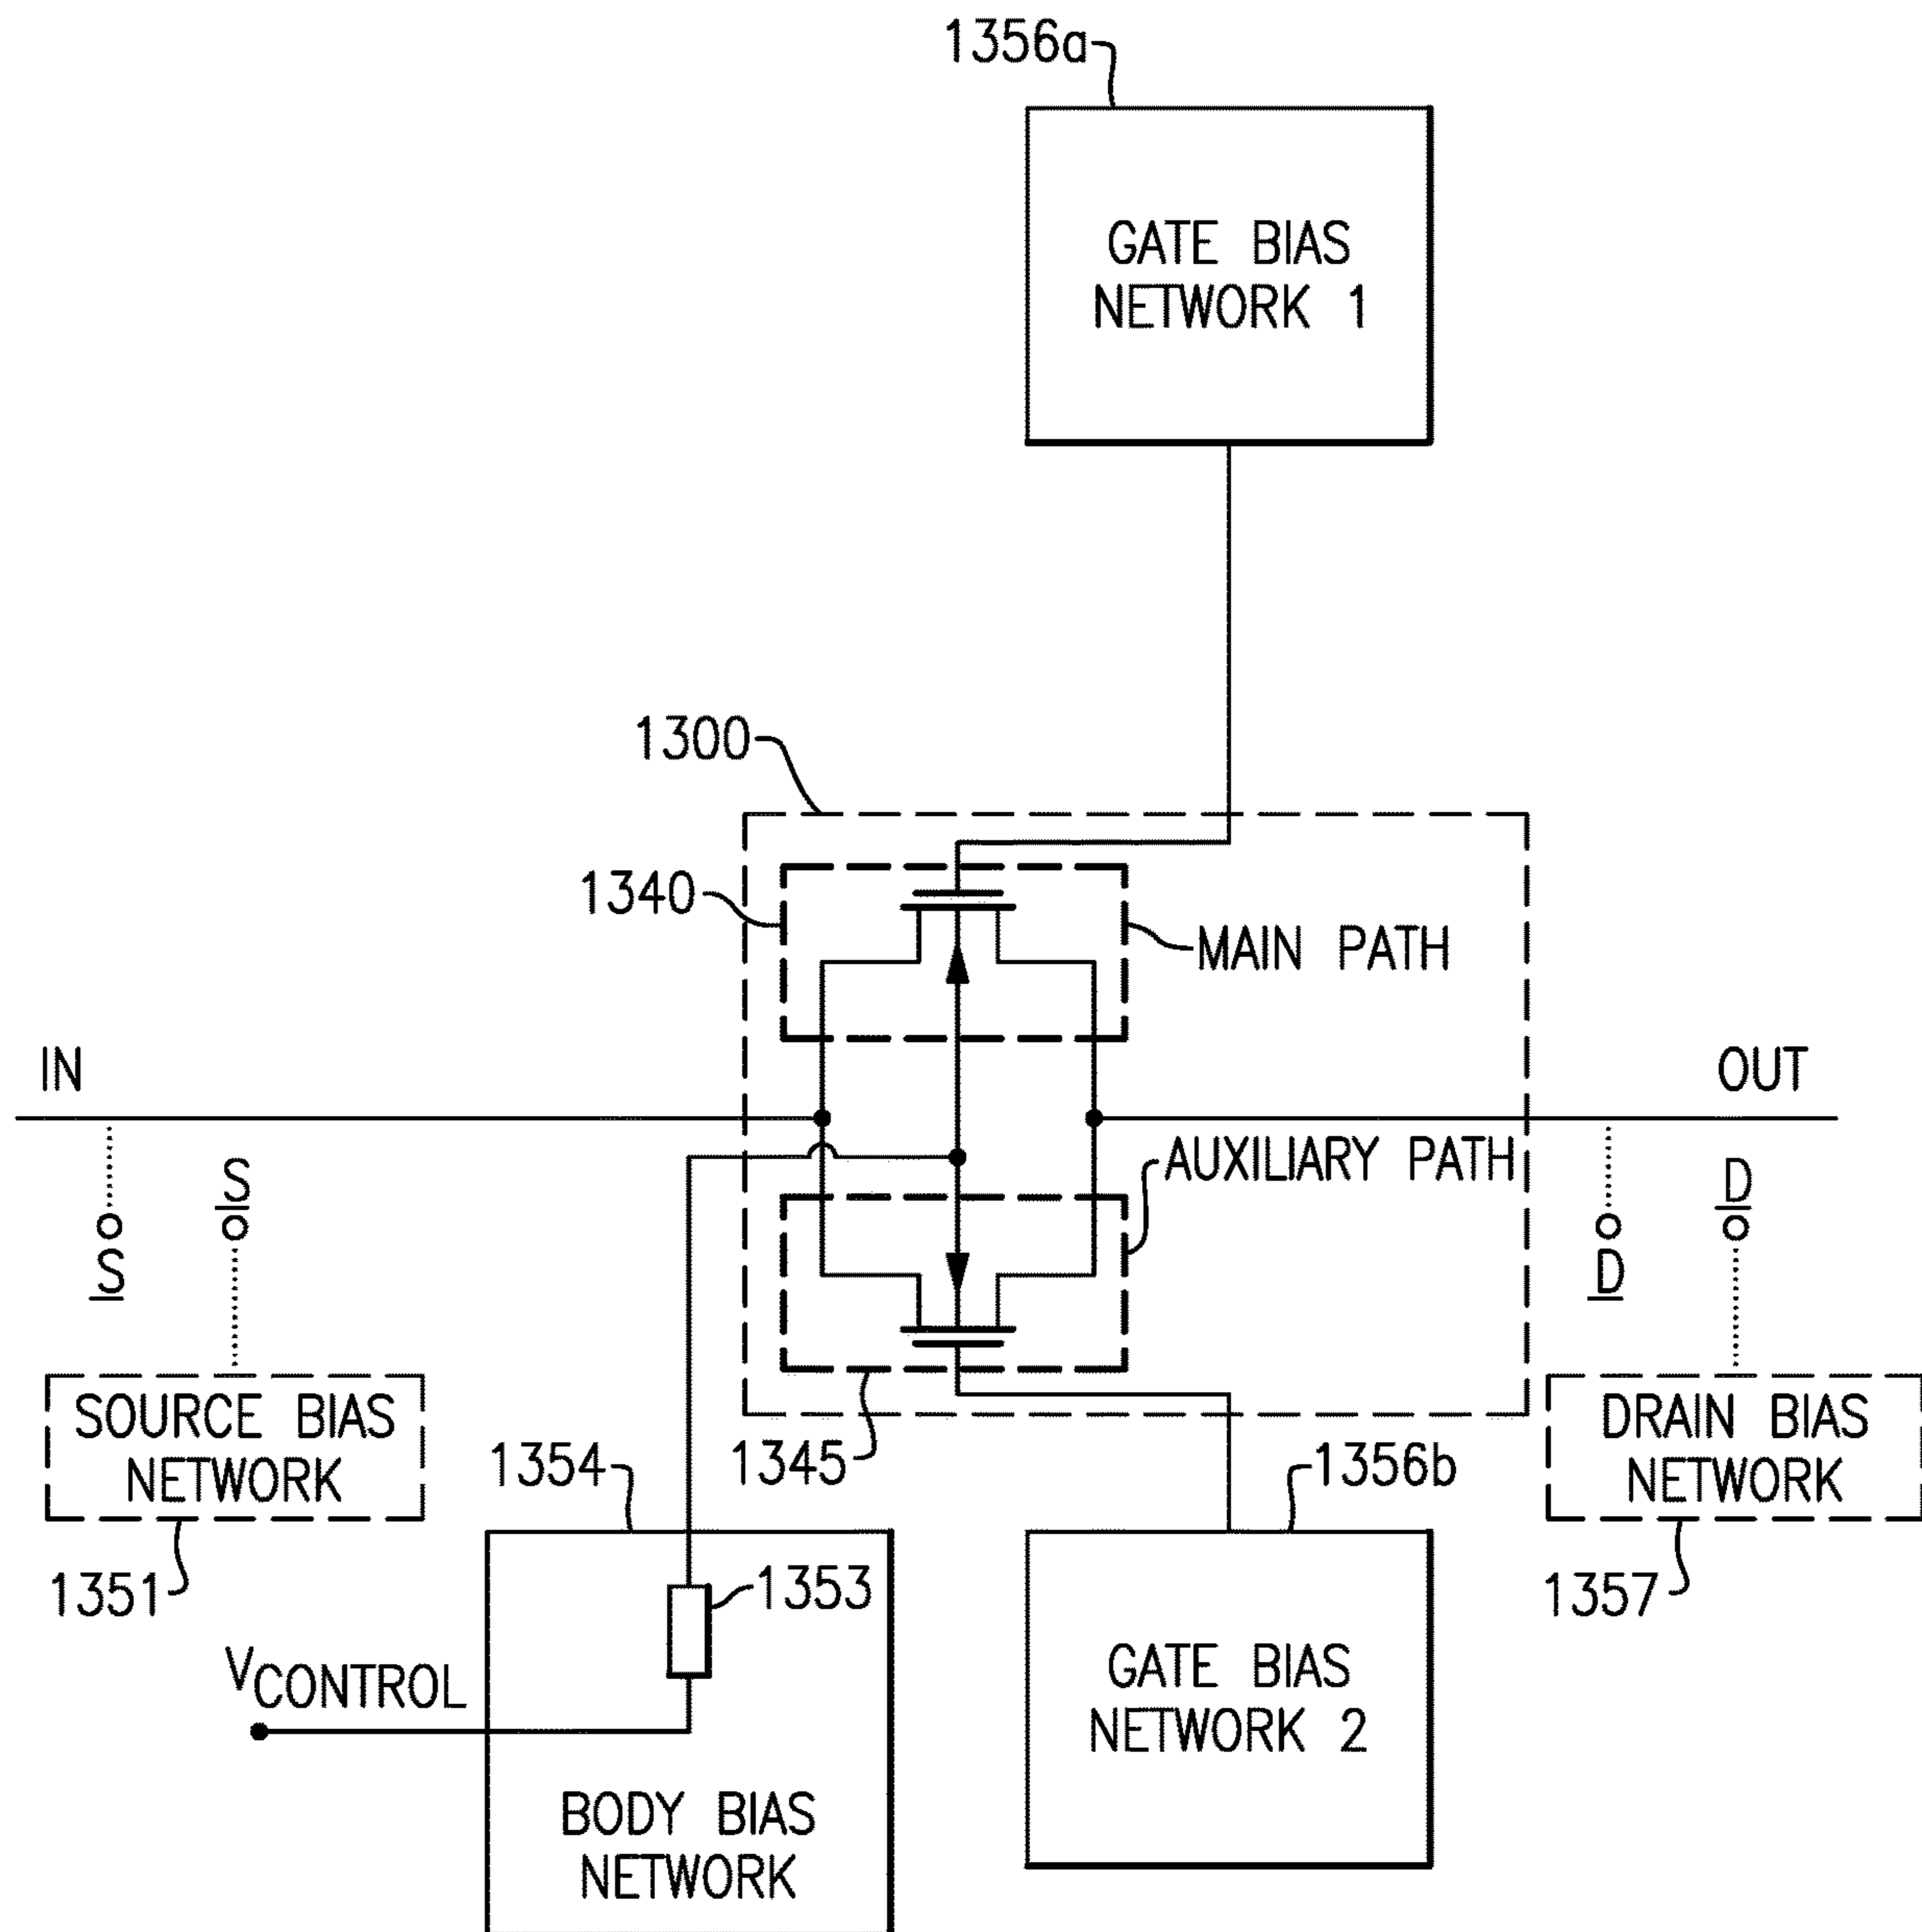 1356a
GATE BIAS
NETWORK 1
1300
1340
MAIN PATH
IN
OUT
AUXILIARY PATH
S
S
D
D
SOURCE BIAS
NETWORK
DRAIN BIAS
NETWORK
1354
1345
1356b
1351
1353
1357
VCONTROL
GATE BIAS
NETWORK 2
BODY BIAS
NETWORK